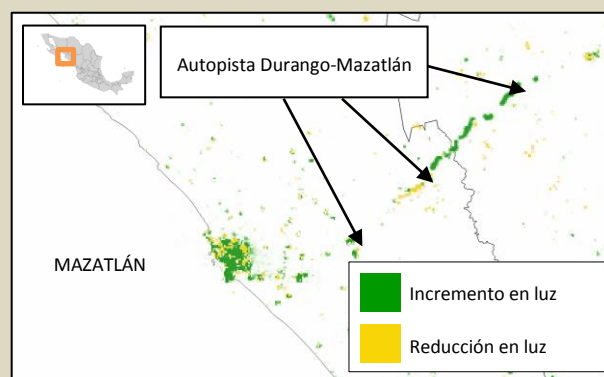 Autopista Durango-Mazatlán
MAZATLÁN
Incremento en luz
Reducción en luz